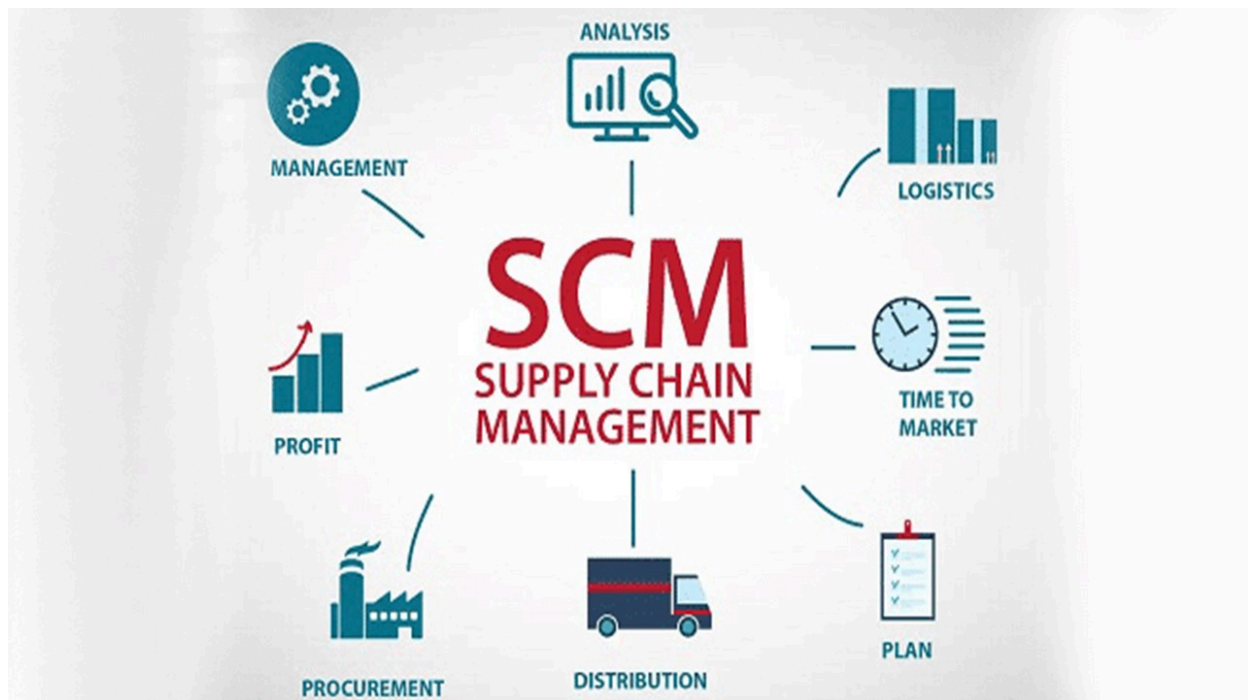 ANALYSIS
MANAGEMENT
LOGISTICS
SCM
SUPPLY CHAIN
MANAGEMENT
TIME TO
MARKET
PROFIT
PLAN
PROCUREMENT
DISTRIBUTION